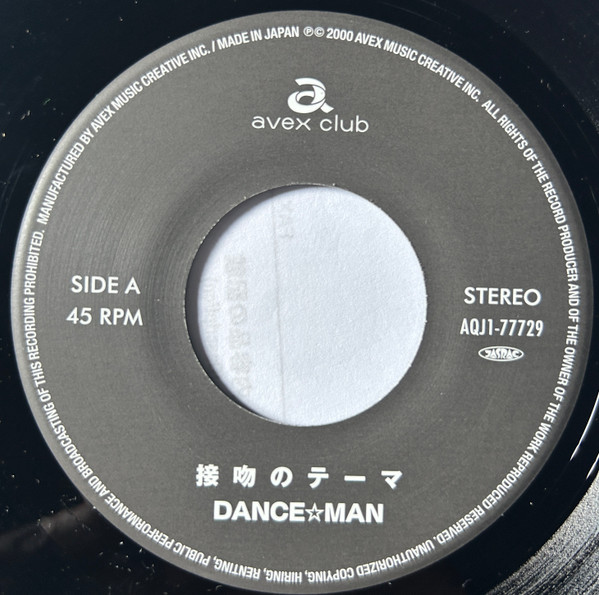 MANUFACTURED BY AVEX MUSIC CREATIVE INC. / MADE IN JAPAN ℗© 2000 AVEX MUSIC CREATIVE INC. ALL RIGHTS OF THE RECORD PRODUCER AND OF THE OWNER OF THE WORK REPRODUCED RESERVED. UNAUTHORIZED COPYING, HIRING, RENTING, PUBLIC PERFORMANCE AND BROADCASTING OF THIS RECORDING PROHIBITED.
avex club
SIDE A
45 RPM
STEREO
AQJ1-77729
JASRAC
接吻のテーマ
DANCE☆MAN